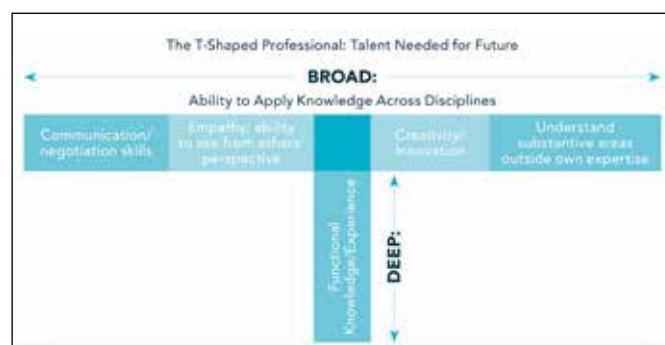 The T-Shaped Professional: Talent Needed for Future
BROAD:
Ability to Apply Knowledge Across Disciplines
Communication/
negotiation skills
Empathy: ability
to see from others'
perspective
Creativity/
Innovation
Understand
substantive areas
outside own expertise
Functional
Knowledge/Experience
DEEP: